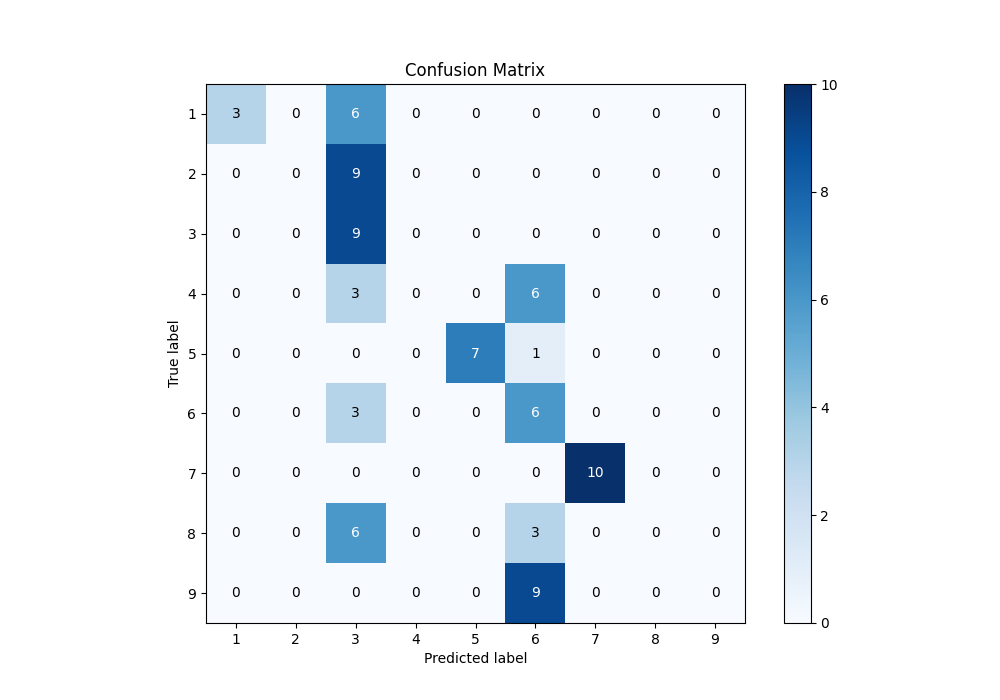 Confusion Matrix
1 3 0 6 0 0 0 0 0 0
2 0 0 9 0 0 0 0 0 0
3 0 0 9 0 0 0 0 0 0
4 0 0 3 0 0 6 0 0 0
5 0 0 0 0 7 1 0 0 0
6 0 0 3 0 0 6 0 0 0
7 0 0 0 0 0 0 10 0 0
8 0 0 6 0 0 3 0 0 0
9 0 0 0 0 0 9 0 0 0
1 2 3 4 5 6 7 8 9
Predicted label
True label
10
8
6
4
2
0